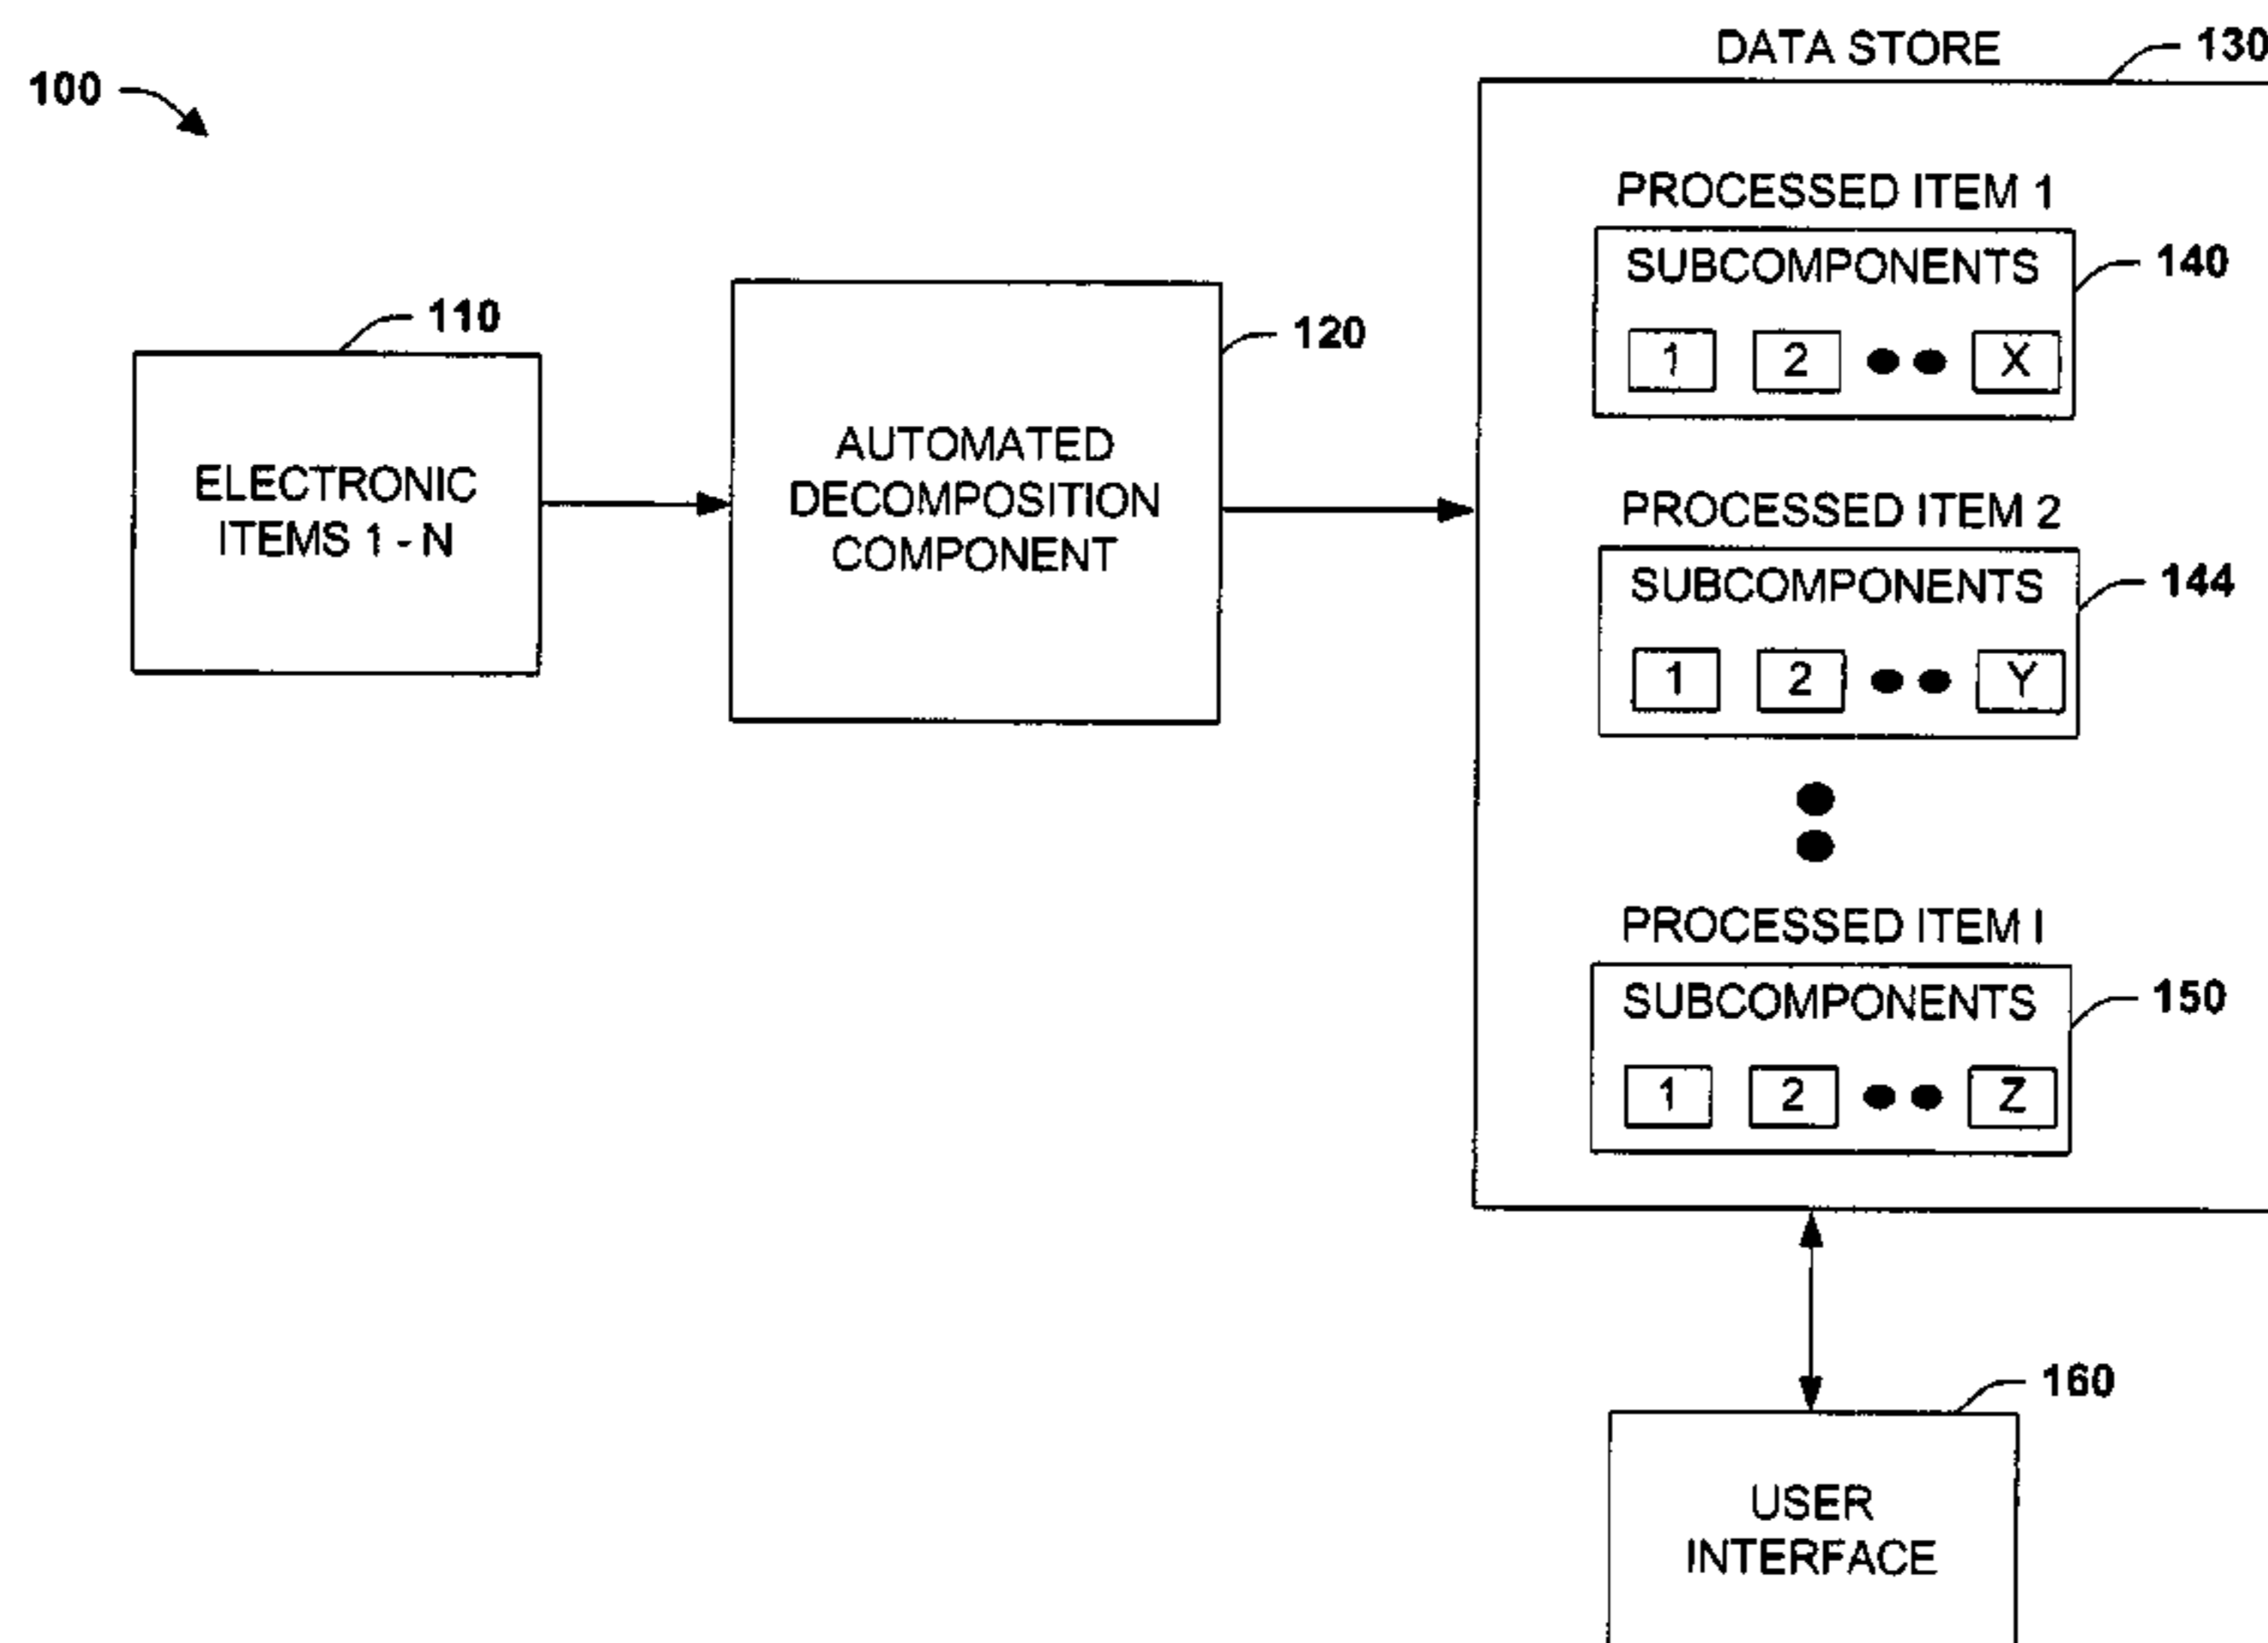 100
DATA STORE
130
PROCESSED ITEM 1
SUBCOMPONENTS
140
1 2 X
110
120
ELECTRONIC
ITEMS 1 - N
AUTOMATED
DECOMPOSITION
COMPONENT
PROCESSED ITEM 2
SUBCOMPONENTS
144
1 2 Y
PROCESSED ITEM I
SUBCOMPONENTS
150
1 2 Z
160
USER
INTERFACE